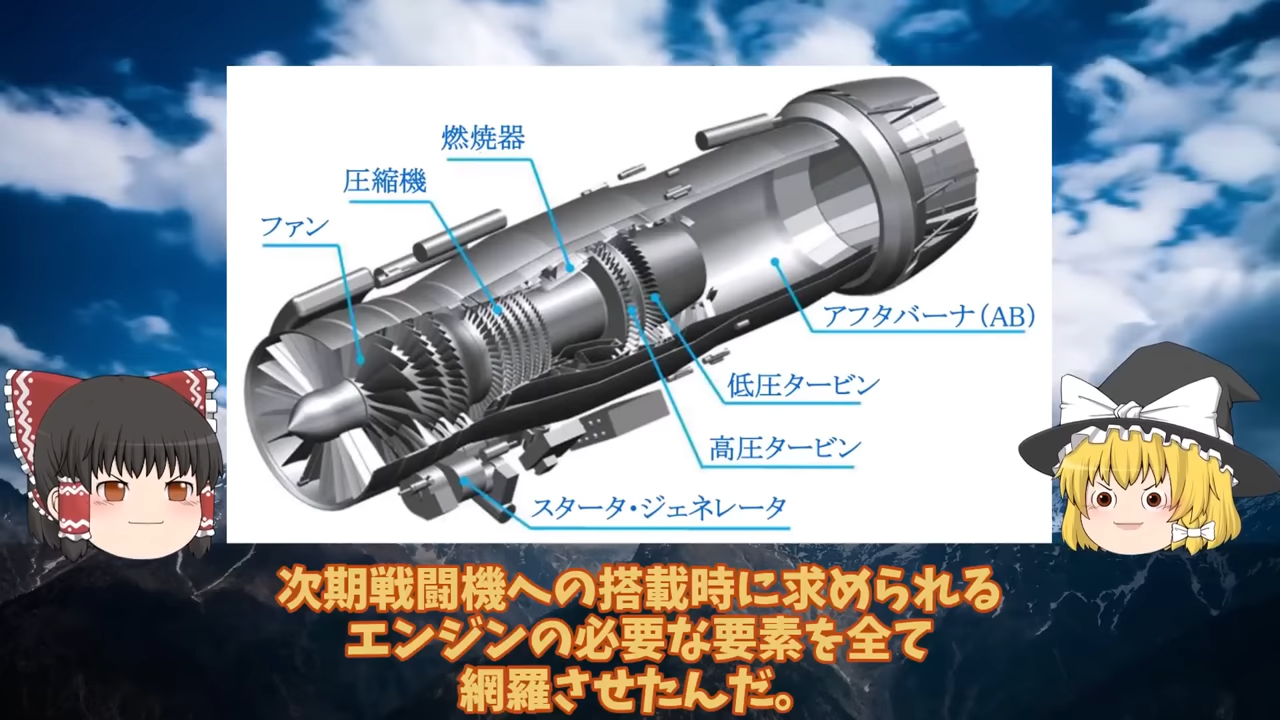 燃焼器
圧縮機
ファン
アフタバーナ(AB)
低圧タービン
高圧タービン
スタータ・ジェネレータ
次期戦闘機への搭載時に求められる
エンジンの必要な要素を全て
網羅させたんだ。